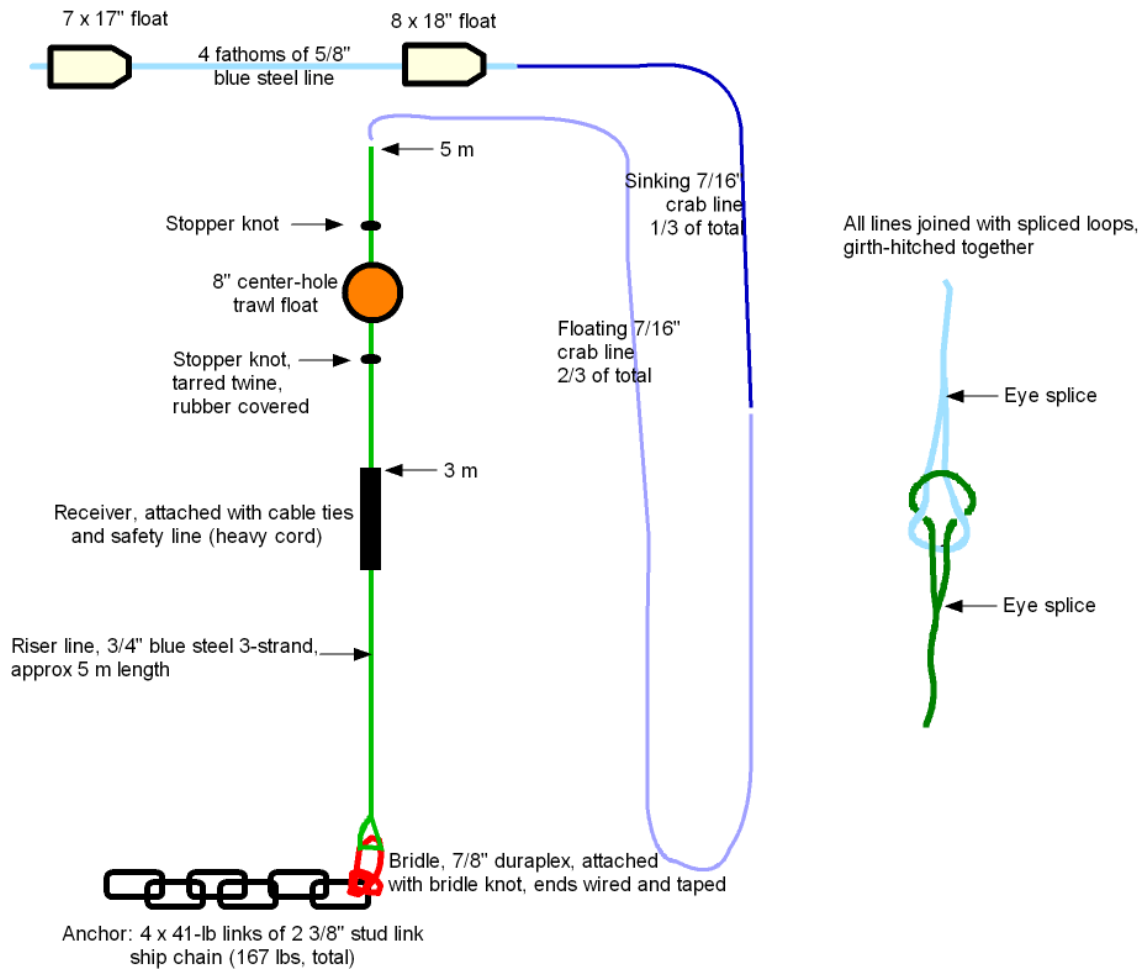 7 x 17" float
8 x 18" float
4 fathoms of 5/8"
blue steel line
5 m
Stopper knot
8" center-hole
trawl float
Stopper knot,
tarred twine,
rubber covered
3 m
Receiver, attached with cable ties
and safety line (heavy cord)
Riser line, 3/4" blue steel 3-strand,
approx 5 m length
Sinking 7/16"
crab line
1/3 of total
Floating 7/16"
crab line
2/3 of total
All lines joined with spliced loops,
girth-hitched together
Eye splice
Eye splice
Bridle, 7/8" duraplex, attached
with bridle knot, ends wired and taped
Anchor: 4 x 41-lb links of 2 3/8" stud link
ship chain (167 lbs, total)